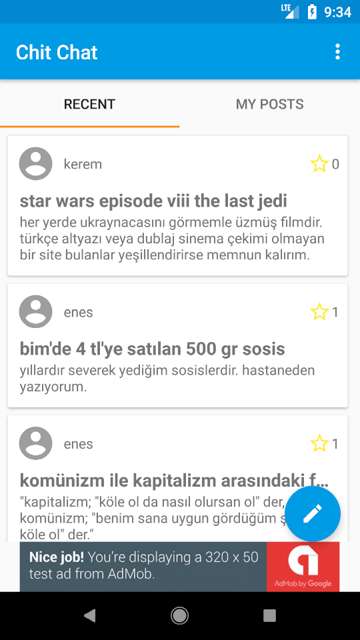 LTE 9:34
Chit Chat
RECENT MY POSTS
kerem 0
star wars episode viii the last jedi
her yerde ukraynacasını görmemle üzmüş filmdir.
türkçe altyazı veya dublaj sinema çekimi olmayan
bir site bulanlar yeşillendirirse memnun kalırım.
enes 1
bim'de 4 tl'ye satılan 500 gr sosis
yıllardır severek yediğim sosislerdir. hastaneden
yazıyorum.
enes 1
komünizm ile kapitalizm arasındaki f...
"kapitalizm; "köle ol da nasıl olursan ol" der,
komünizm; "benim sana uygun gördüğüm ş
köle ol" der."
Nice job! You're displaying a 320 x 50
test ad from AdMob.
AdMob by Google